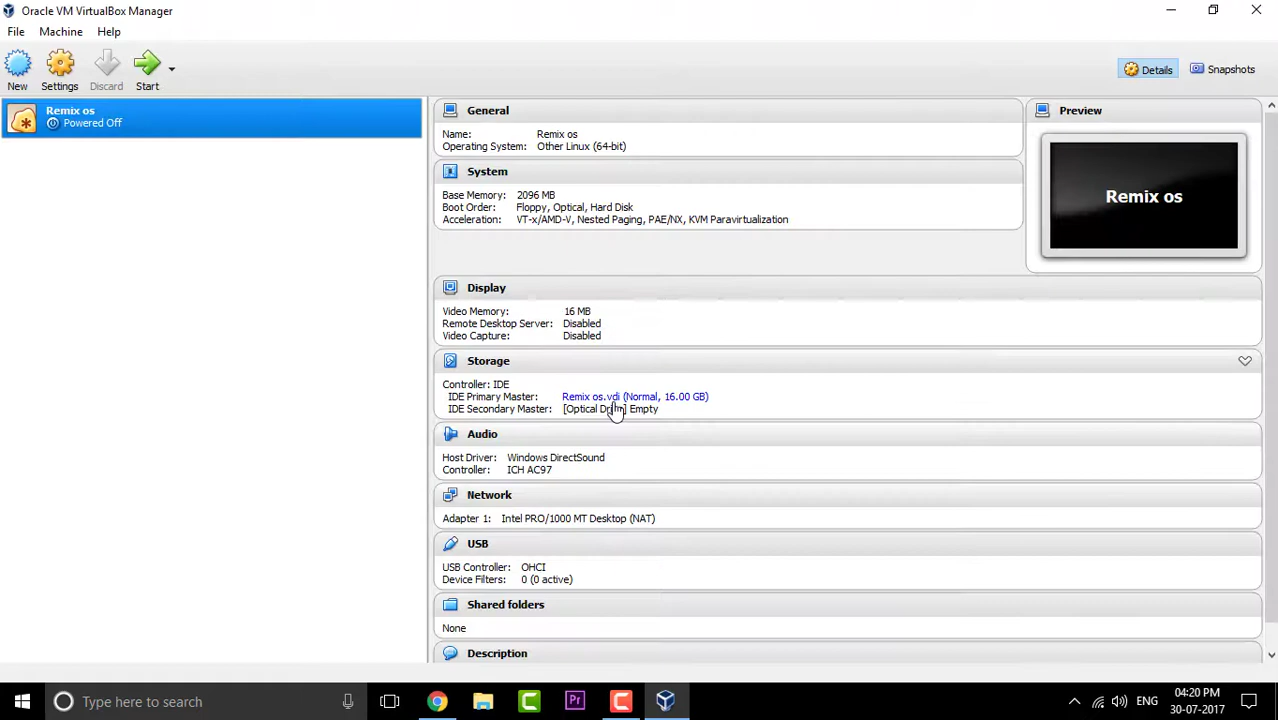 Oracle VM VirtualBox Manager
File Machine Help
New Settings Discard Start
Details Snapshots
Remix os
Powered Off
General
Name: Remix os
Operating System: Other Linux (64-bit)
System
Base Memory: 2096 MB
Boot Order: Floppy, Optical, Hard Disk
Acceleration: VT-x/AMD-V, Nested Paging, PAE/NX, KVM Paravirtualization
Preview
Remix os
Display
Video Memory: 16 MB
Remote Desktop Server: Disabled
Video Capture: Disabled
Storage
Controller: IDE
IDE Primary Master: Remix os.vdi (Normal, 16.00 GB)
IDE Secondary Master: [Optical Empty
Audio
Host Driver: Windows DirectSound
Controller: ICH AC97
Network
Adapter 1: Intel PRO/1000 MT Desktop (NAT)
USB
USB Controller: OHCI
Device Filters: 0 (0 active)
Shared folders
None
Description
Type here to search
Pr
ENG
04:20 PM
30-07-2017